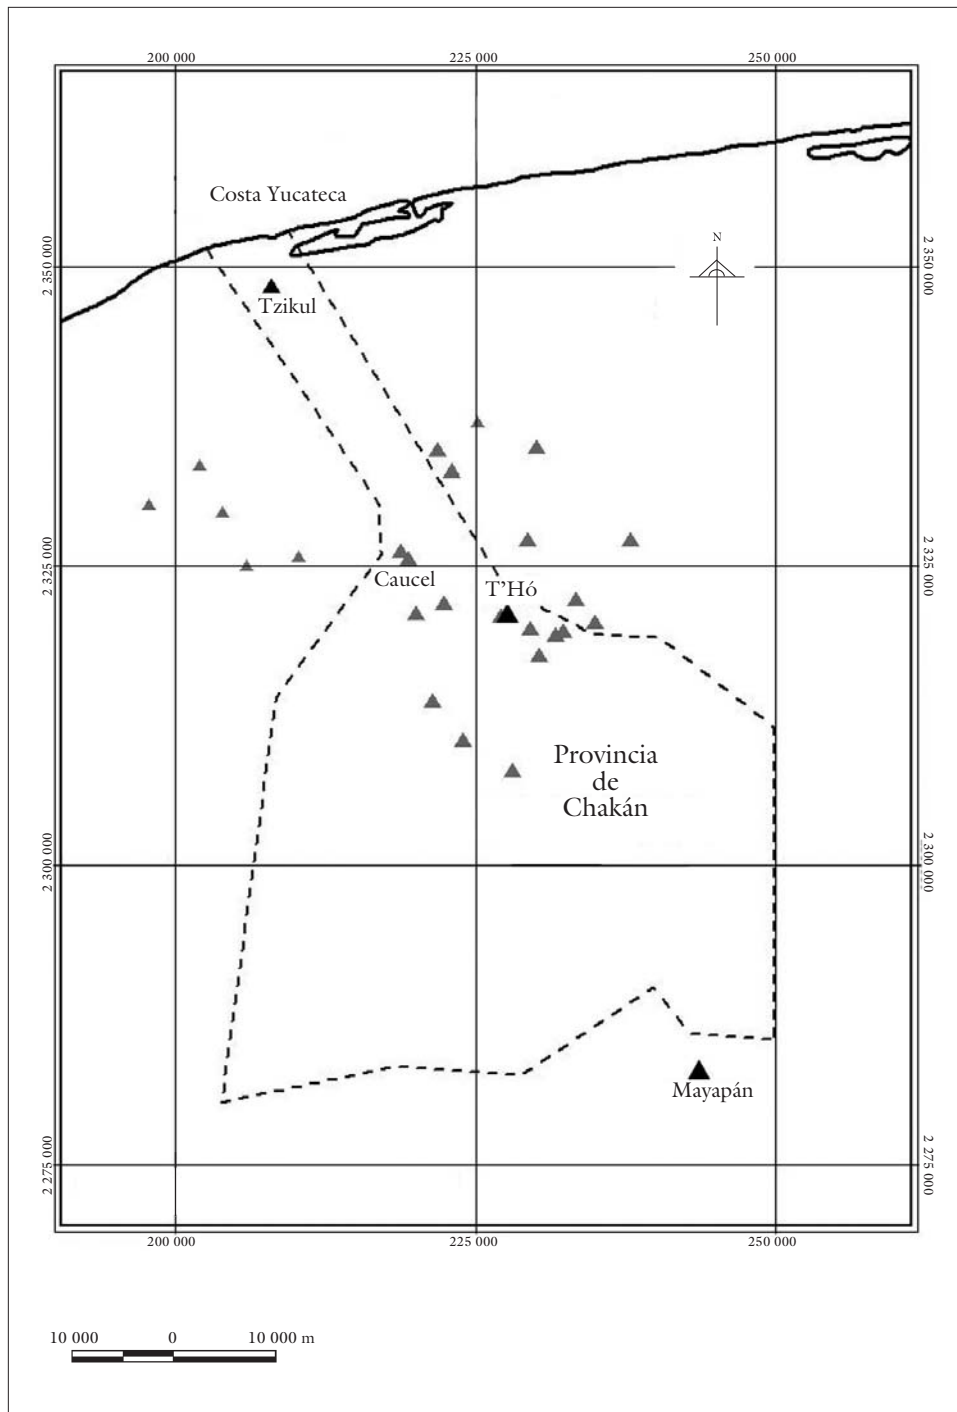 200 000 225 000 250 000
Costa Yucateca
N
2 350 000 2 350 000
Tzikul
2 325 000 2 325 000
Caucel
T’Hó
Provincia
de
Chakán
2 300 000 2 300 000
Mayapán
2 275 000 2 275 000
200 000 225 000 250 000
10 000 0 10 000 m